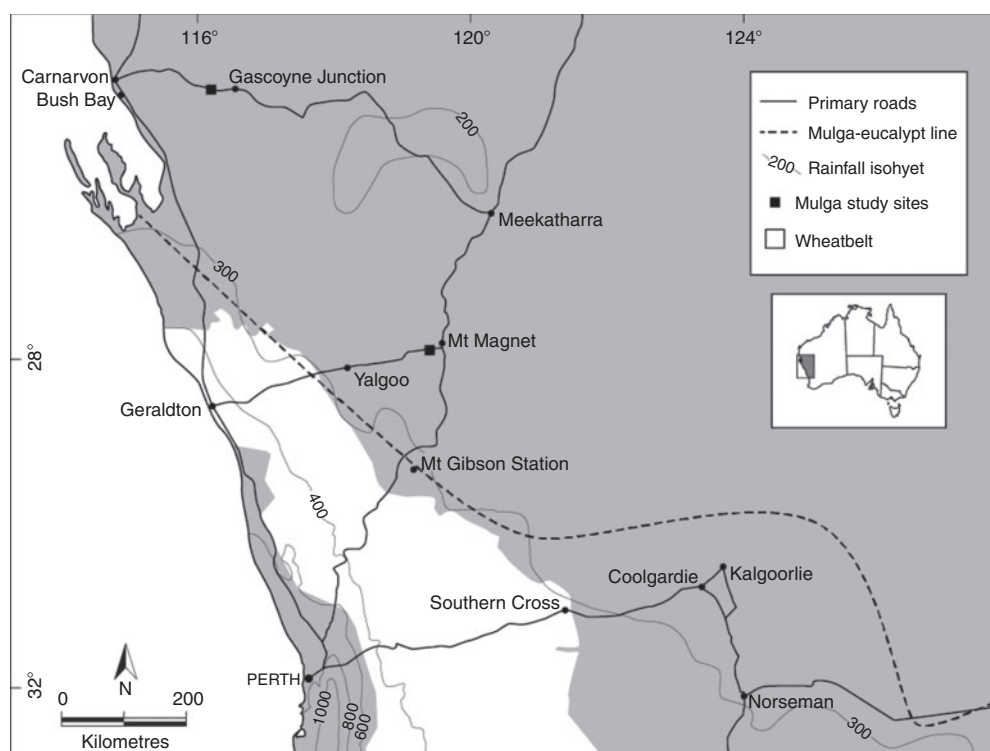 116°
120°
124°
Carnarvon
Gascoyne Junction
Bush Bay
200
Primary roads
Mulga-eucalypt line
200
Rainfall isohyet
Mulga study sites
Wheatbelt
Meekatharra
300
Mt Magnet
28°
Yalgoo
Geraldton
Mt Gibson Station
400
Coolgardie
Kalgoorlie
Southern Cross
PERTH
32°
0
200
N
Kilometres
1000
800
600
Norseman
300